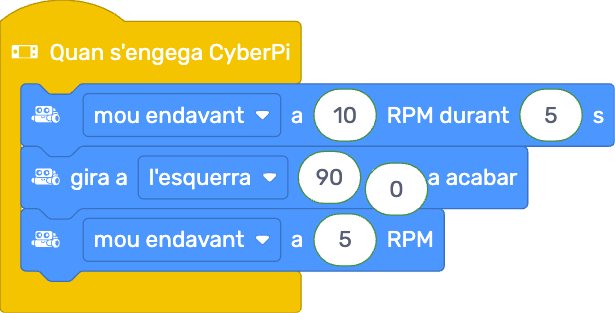 Quan s'engega CyberPi
mou endavant a 10 RPM durant 5 s
gira a l'esquerra 90 0 a acabar
mou endavant a 5 RPM